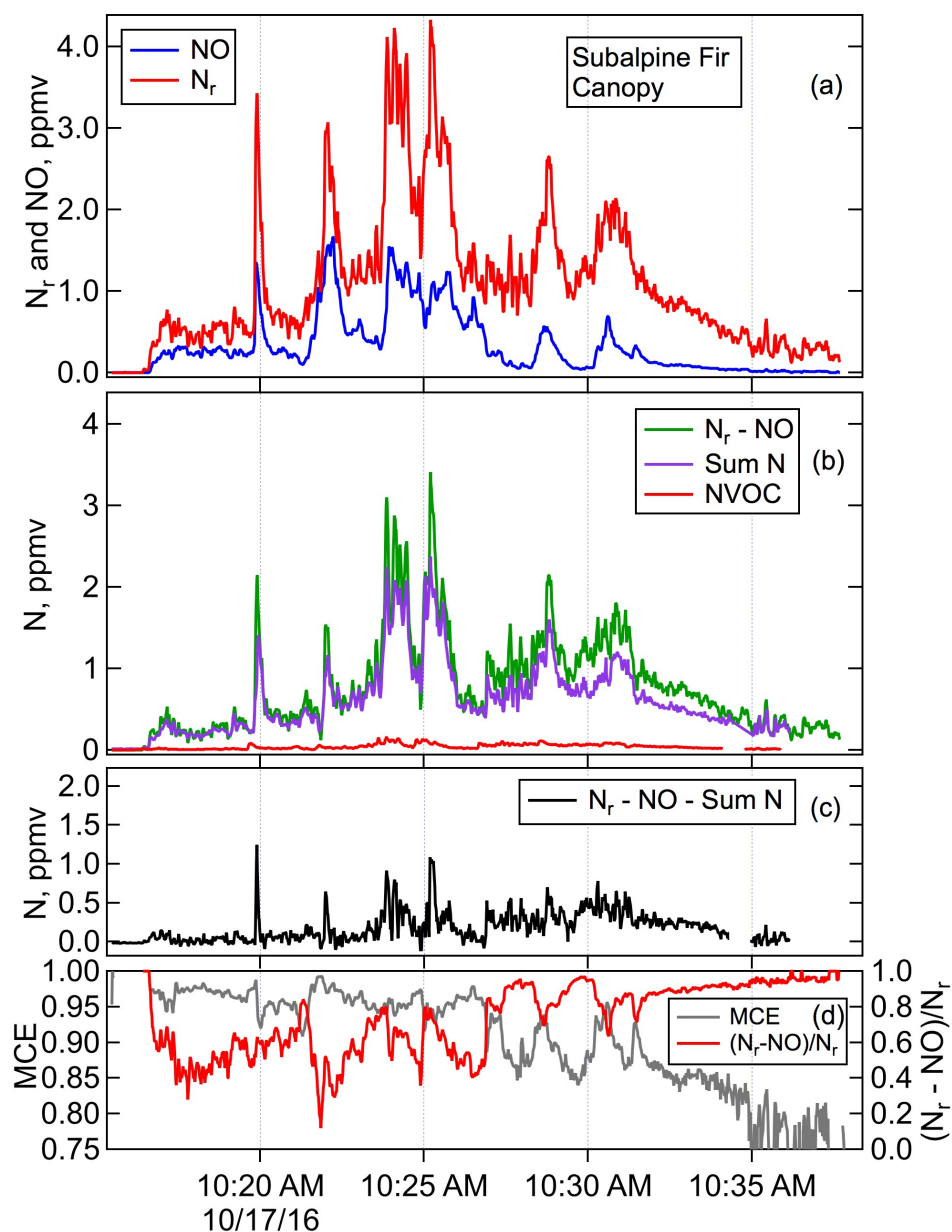 NO
Nr
Subalpine Fir
Canopy
(a)
4.0
3.0
2.0
1.0
0.0
Nr and NO, ppmv
Nr - NO
Sum N
NVOC
(b)
4
3
2
1
0
N, ppmv
Nr - NO - Sum N
(c)
2.0
1.5
1.0
0.5
0.0
N, ppmv
MCE
(Nr-NO)/Nr
(d)
1.00
0.95
0.90
0.85
0.80
0.75
MCE
1.0
0.8
0.6
0.4
0.2
0.0
(Nr - NO)/Nr
10:20 AM 10:25 AM 10:30 AM 10:35 AM
10/17/16